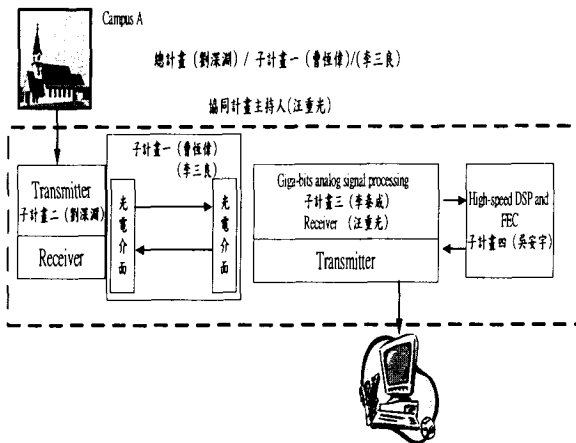 Campus A
總計畫 (劉深淵) / 子計畫一 (曹恆偉)/(李三良)
協同計畫主持人(汪重光)
子計畫一 (曹恆偉)
(李三良)
Transmitter
子計畫二 (劉深淵)
Receiver
光電介面
光電介面
Giga-bits analog signal processing
子計畫三 (李泰成)
Receiver (汪重光)
Transmitter
High-speed DSP and
FEC
子計畫四 (吳安宇)